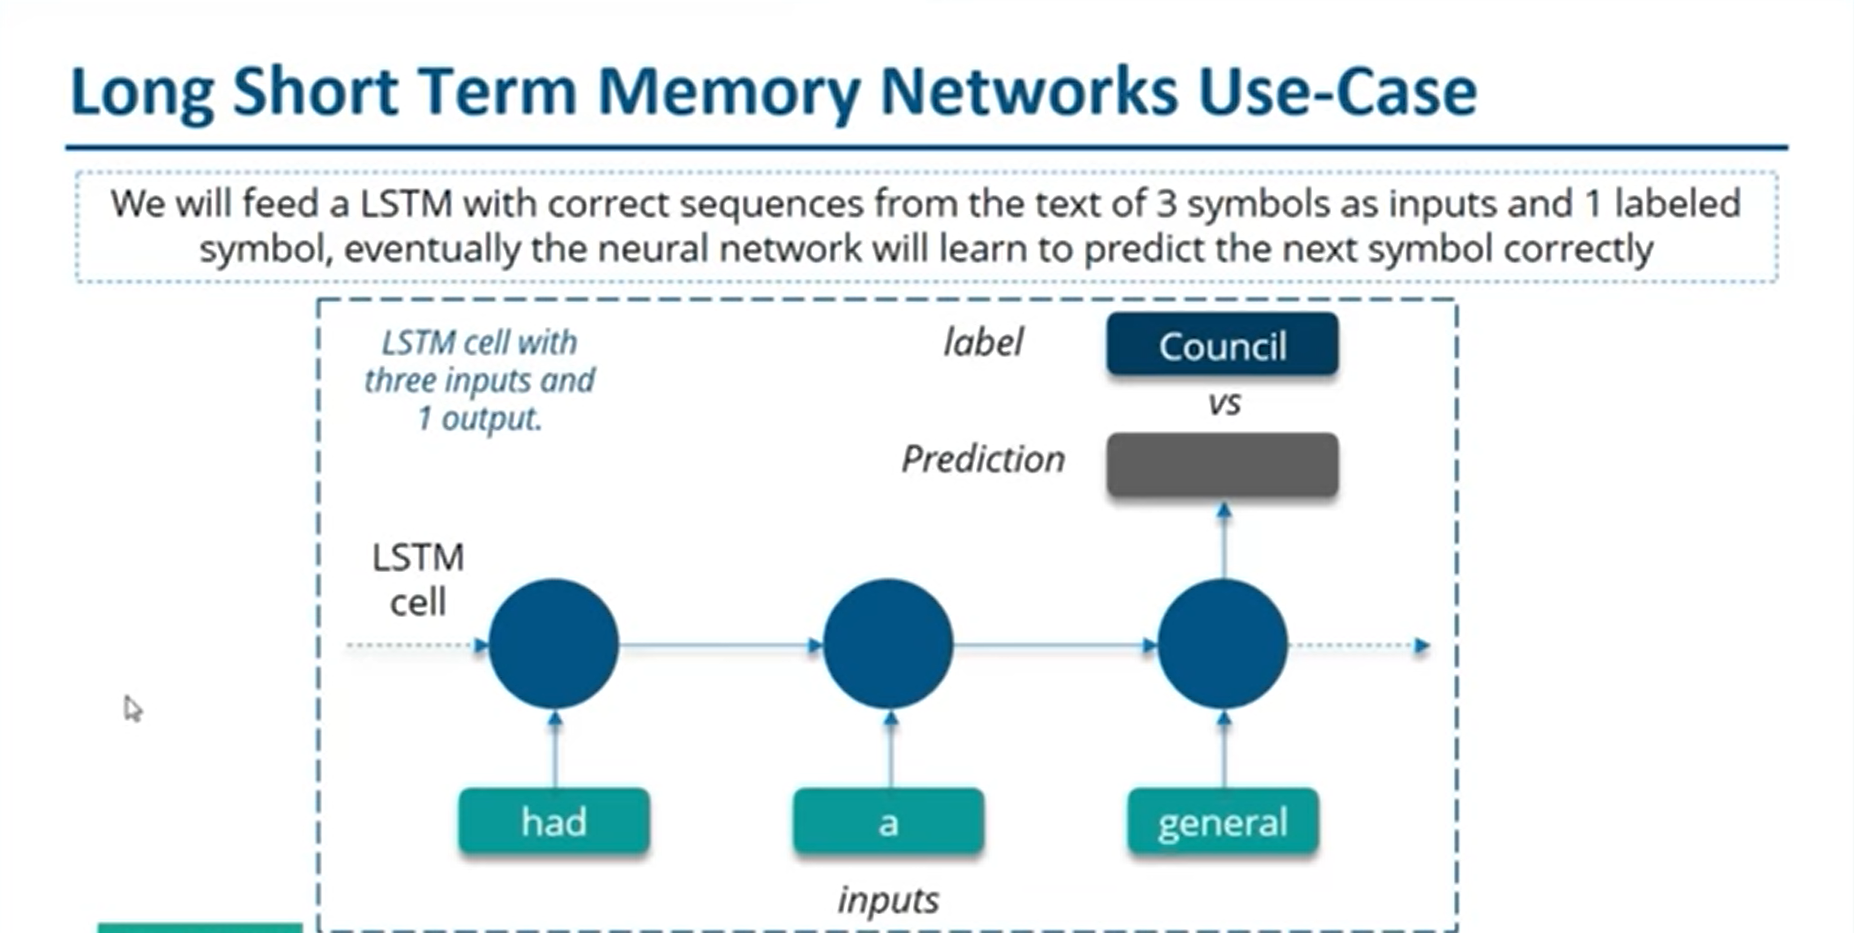 Long Short Term Memory Networks Use-Case
We will feed a LSTM with correct sequences from the text of 3 symbols as inputs and 1 labeled
symbol, eventually the neural network will learn to predict the next symbol correctly
LSTM cell with
three inputs and
1 output.
label
Council
vs
Prediction
LSTM
cell
had
a
general
inputs